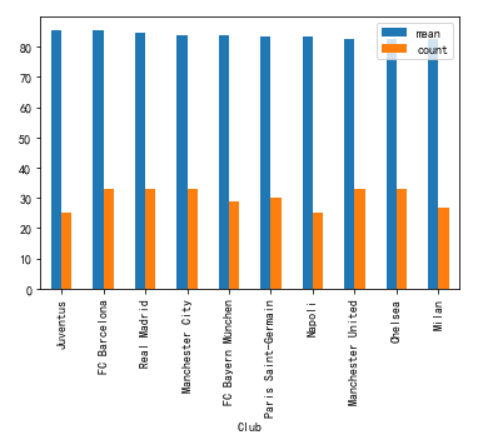 mean
count
80
70
60
50
40
30
20
10
0
Juventus
FC Barcelona
Real Madrid
Manchester City
FC Bayern München
Paris Saint-Germain
Napoli
Manchester United
Chelsea
Milan
Club